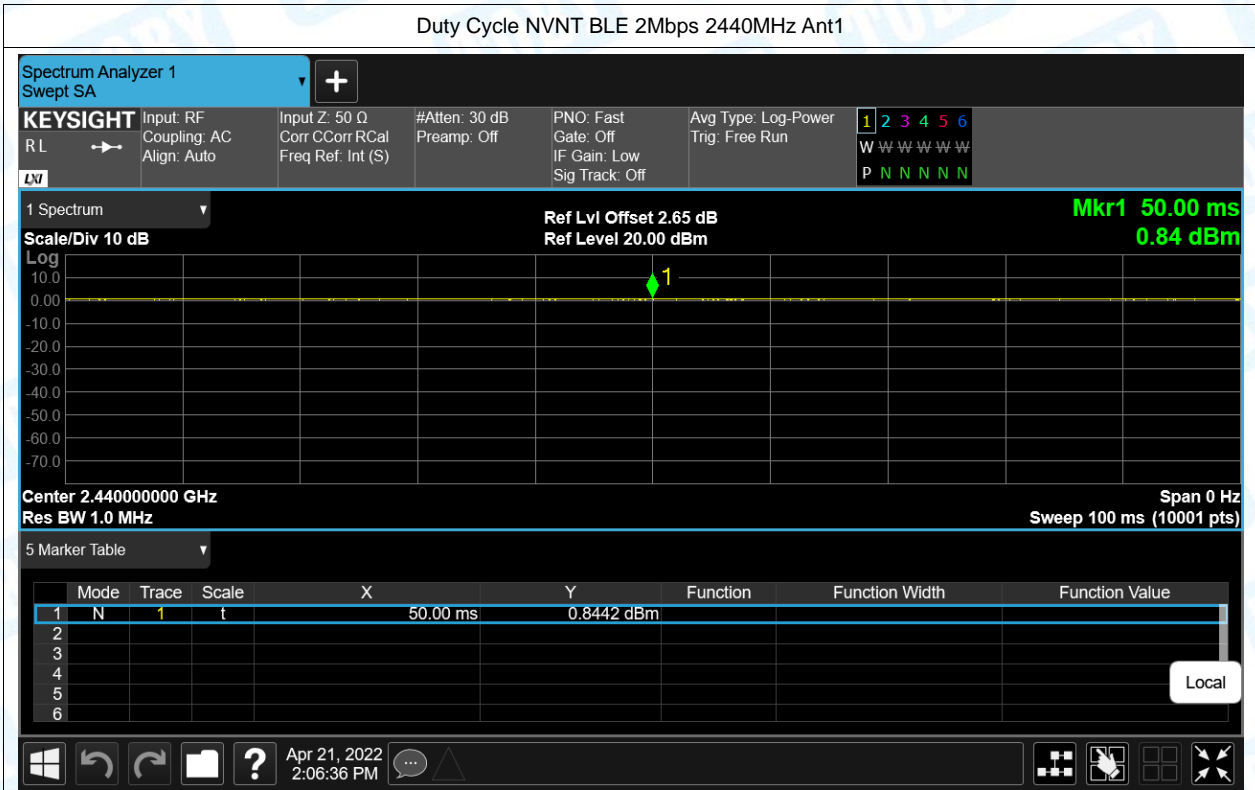 Duty Cycle NVNT BLE 2Mbps 2440MHz Ant1
Spectrum Analyzer 1
Swept SA
KEYSIGHT
R L
LXI
Input: RF
Coupling: AC
Align: Auto
Input Z: 50 Ω
Corr CCorr RCal
Freq Ref: Int (S)
#Atten: 30 dB
Preamp: Off
PNO: Fast
Gate: Off
IF Gain: Low
Sig Track: Off
Avg Type: Log-Power
Trig: Free Run
1 2 3 4 5 6
W W W W W W
P N N N N N
1 Spectrum
Scale/Div 10 dB
Ref Lvl Offset 2.65 dB
Ref Level 20.00 dBm
Mkr1 50.00 ms
0.84 dBm
Log
10.0
0.00
-10.0
-20.0
-30.0
-40.0
-50.0
-60.0
-70.0
1
Center 2.440000000 GHz
Res BW 1.0 MHz
Span 0 Hz
Sweep 100 ms (10001 pts)
5 Marker Table
Mode Trace Scale X Y Function Function Width Function Value
1 N 1 t 50.00 ms 0.8442 dBm
2
3
4
5
6
Local
?
Apr 21, 2022
2:06:36 PM